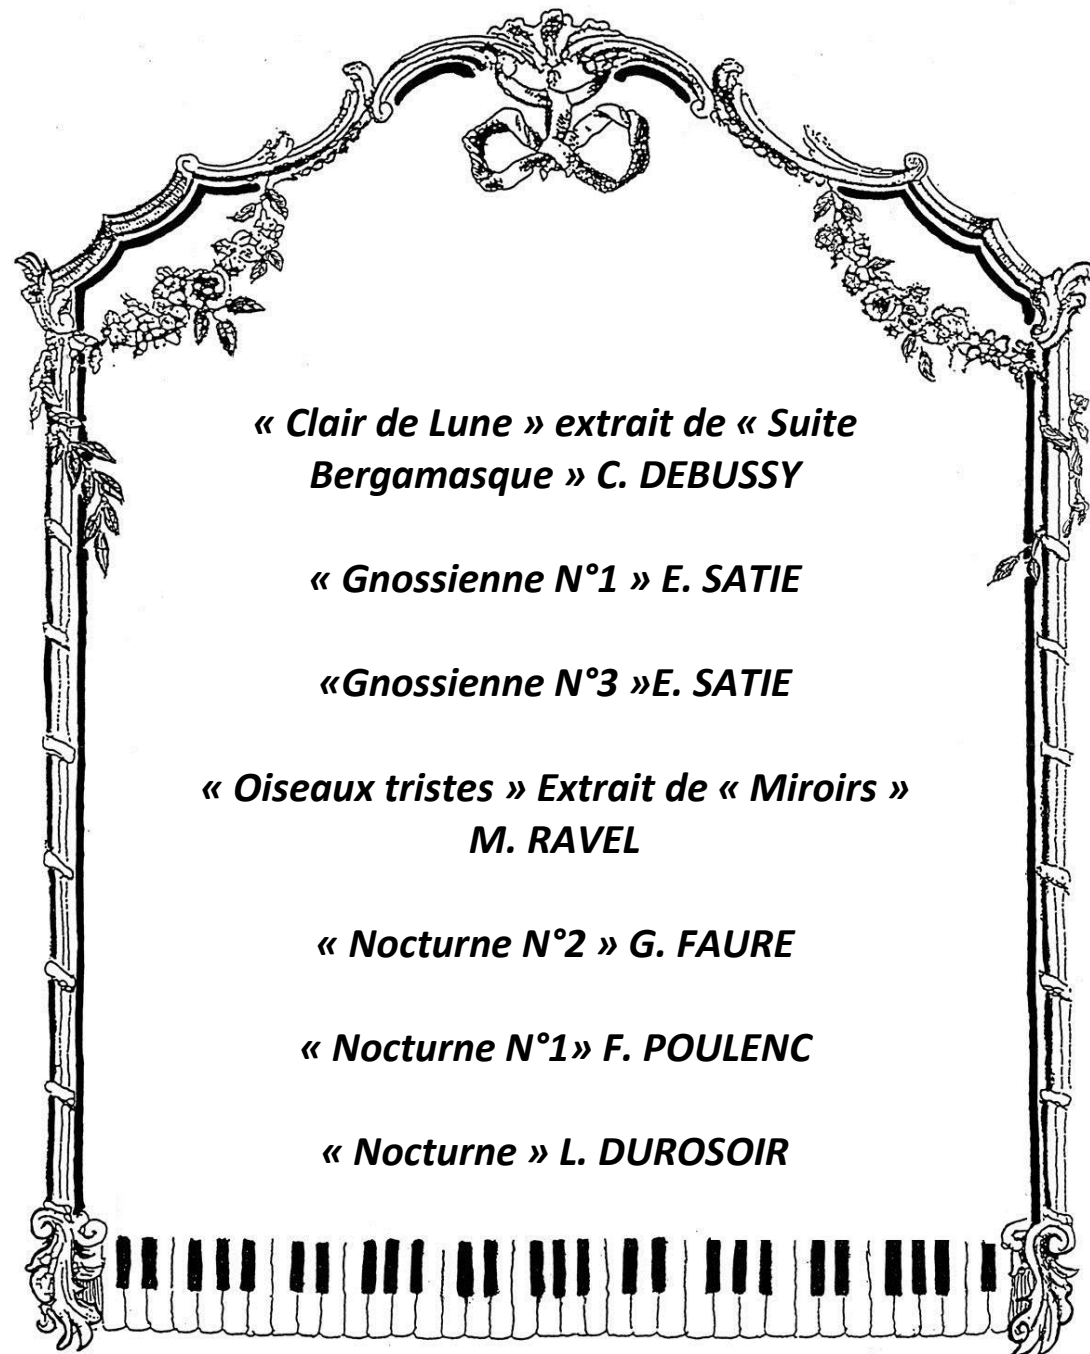 « Clair de Lune » extrait de « Suite
Bergamasque » C. DEBUSSY
« Gnossienne N°1 » E. SATIE
«Gnossienne N°3 »E. SATIE
« Oiseaux tristes » Extrait de « Miroirs »
M. RAVEL
« Nocturne N°2 » G. FAURE
« Nocturne N°1» F. POULENC
« Nocturne » L. DUROSOIR